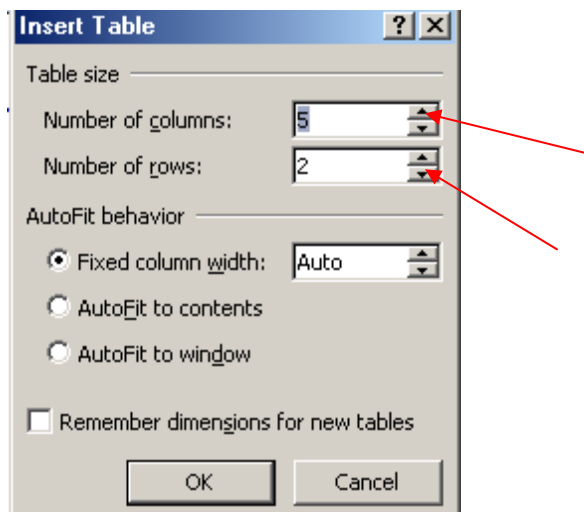 Insert Table ? X
Table size
Number of columns: 5
Number of rows: 2
AutoFit behavior
Fixed column width: Auto
AutoFit to contents
AutoFit to window
Remember dimensions for new tables
OK Cancel